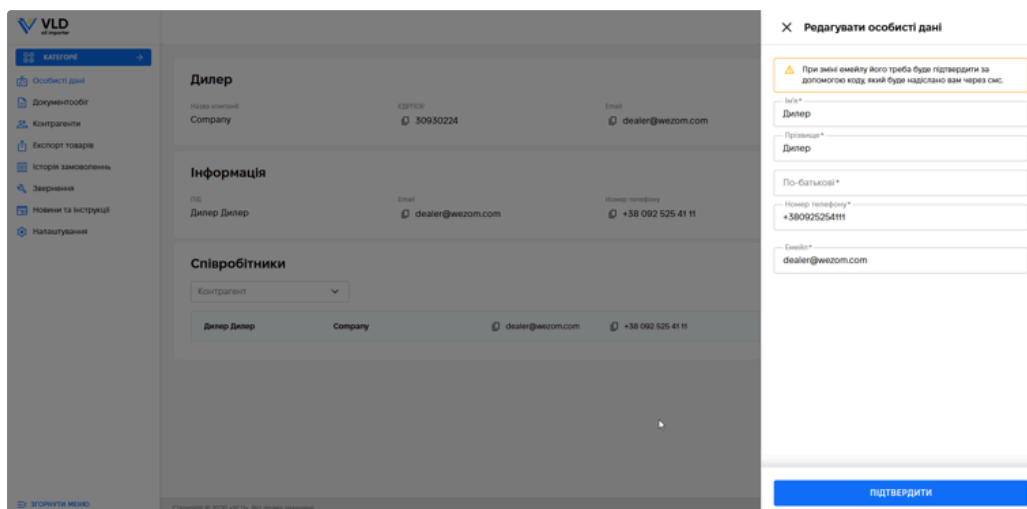 VLD
oil importer
КАТЕГОРІЇ
Особисті дані
Документообіг
Контрагенти
Експорт товарів
Історія замовленнь
Звернення
Новини та інструкції
Налаштування
ЗГОРНУТИ МЕНЮ
Дилер
Назва компанії
ЄДРПОУ
Email
Company
30930224
dealer@wezom.com
Інформація
ПІБ
Email
Номер телефону
Дилер Дилер
dealer@wezom.com
+38 092 525 41 11
Співробітники
Контрагент
Дилер Дилер Company dealer@wezom.com +38 092 525 41 11
Редагувати особисті дані
При зміні емейлу його треба буде підтвердити за
допомогою коду, який буде надіслано вам через смс.
Ім'я*
Дилер
Прізвище*
Дилер
По-батькові*
Номер телефону*
+380925254111
Емейл*
dealer@wezom.com
ПІДТВЕРДИТИ